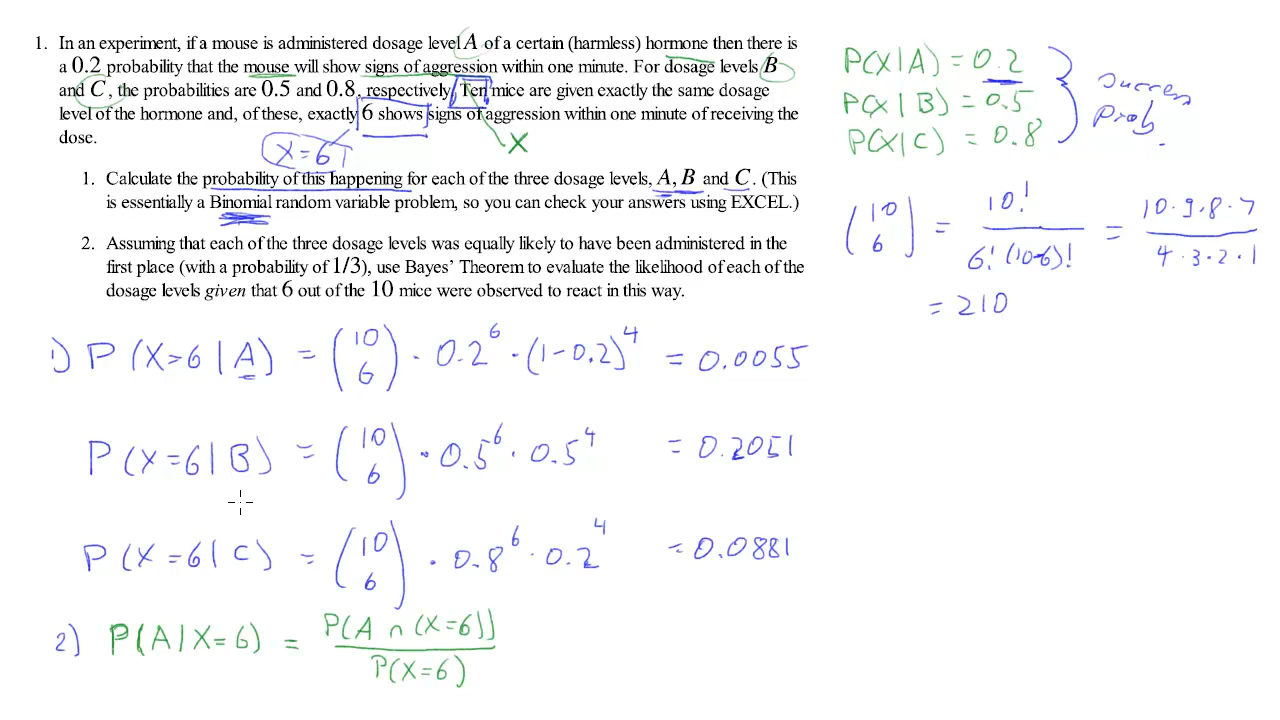 1. In an experiment, if a mouse is administered dosage level A of a certain (harmless) hormone then there is
a 0.2 probability that the mouse will show signs of aggression within one minute. For dosage levels B
and C, the probabilities are 0.5 and 0.8, respectively. Ten mice are given exactly the same dosage
level of the hormone and, of these, exactly 6 shows signs of aggression within one minute of receiving the
dose.
X
X=6
1. Calculate the probability of this happening for each of the three dosage levels, A, B and C. (This
is essentially a Binomial random variable problem, so you can check your answers using EXCEL.)
2. Assuming that each of the three dosage levels was equally likely to have been administered in the
first place (with a probability of 1/3), use Bayes' Theorem to evaluate the likelihood of each of the
dosage levels given that 6 out of the 10 mice were observed to react in this way.
P(X|A) = 0.2
P(X|B) = 0.5
P(X|C) = 0.8
Success
Prob.
(10 6) = 10! / 6!(10-6)! = 10·9·8·7 / 4·3·2·1
= 210
1) P(X=6|A) = (10 6) · 0.2^6 · (1-0.2)^4 = 0.0055
P(X=6|B) = (10 6) · 0.5^6 · 0.5^4 = 0.2051
P(X=6|C) = (10 6) · 0.8^6 · 0.2^4 = 0.0881
2) P(A|X=6) = P(A ∩ (X=6)) / P(X=6)